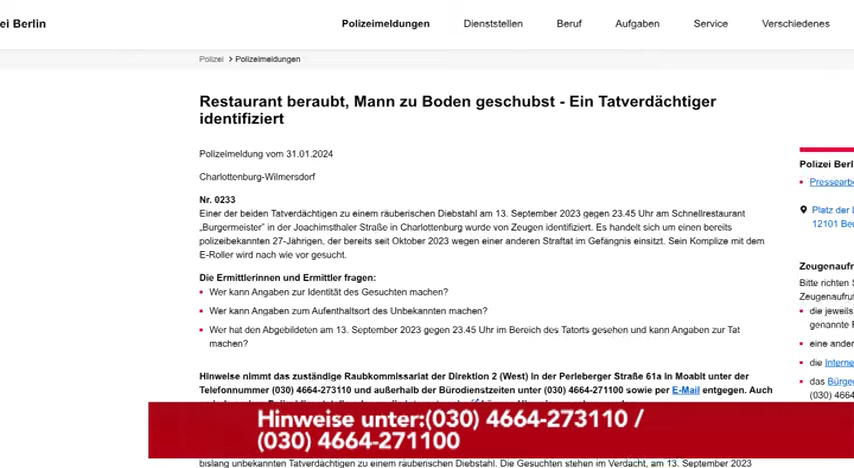 ei Berlin
Polizeimeldungen Dienststellen Beruf Aufgaben Service Verschiedenes
Polizei > Polizeimeldungen
Restaurant beraubt, Mann zu Boden geschubst - Ein Tatverdächtiger
identifiziert
Polizeimeldung vom 31.01.2024
Charlottenburg-Wilmersdorf
Nr. 0233
Einer der beiden Tatverdächtigen zu einem räuberischen Diebstahl am 13. September 2023 gegen 23.45 Uhr am Schnellrestaurant
„Burgermeister” in der Joachimsthaler Straße in Charlottenburg wurde von Zeugen identifiziert. Es handelt sich um einen bereits
polizeibekannten 27-Jährigen, der bereits seit Oktober 2023 wegen einer anderen Straftat im Gefängnis einsitzt. Sein Komplize mit dem
E-Roller wird nach wie vor gesucht.
Die Ermittlerinnen und Ermittler fragen:
Wer kann Angaben zur Identität des Gesuchten machen?
Wer kann Angaben zum Aufenthaltsort des Unbekannten machen?
Wer hat den Abgebildeten am 13. September 2023 gegen 23.45 Uhr im Bereich des Tatorts gesehen und kann Angaben zur Tat
machen?
Hinweise nimmt das zuständige Raubkommissariat der Direktion 2 (West) in der Perleberger Straße 61a in Moabit unter der
Telefonnummer (030) 4664-273110 und außerhalb der Bürodienstzeiten unter (030) 4664-271100 sowie per E-Mail entgegen. Auch
Hinweise unter:(030) 4664-273110 /
(030) 4664-271100
bislang unbekannten Tatverdächtigen zu einem räuberischen Diebstahl. Die Gesuchten stehen im Verdacht, am 13. September 2023
Polizei Berl
Pressearbe
Platz der L
12101 Ber
Zeugenaufr
Bitte richten S
Zeugenaufruf
die jeweils
genannte F
eine ander
die Interne
das Bürger
(030) 4664